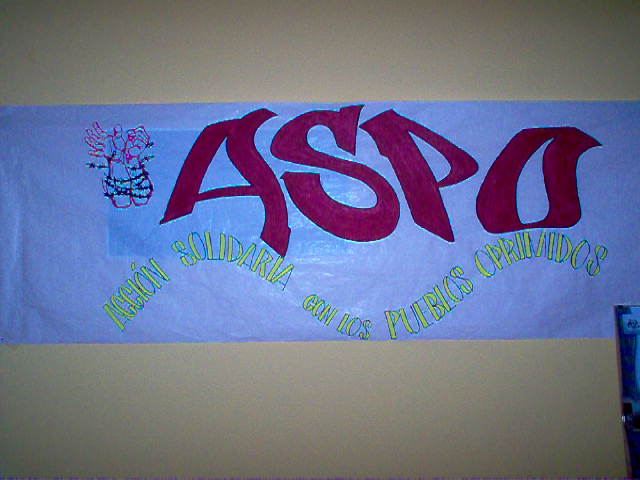 ASPO
ACCIÓN SOLIDARIA CON LOS PUEBLOS OPRIMIDOS